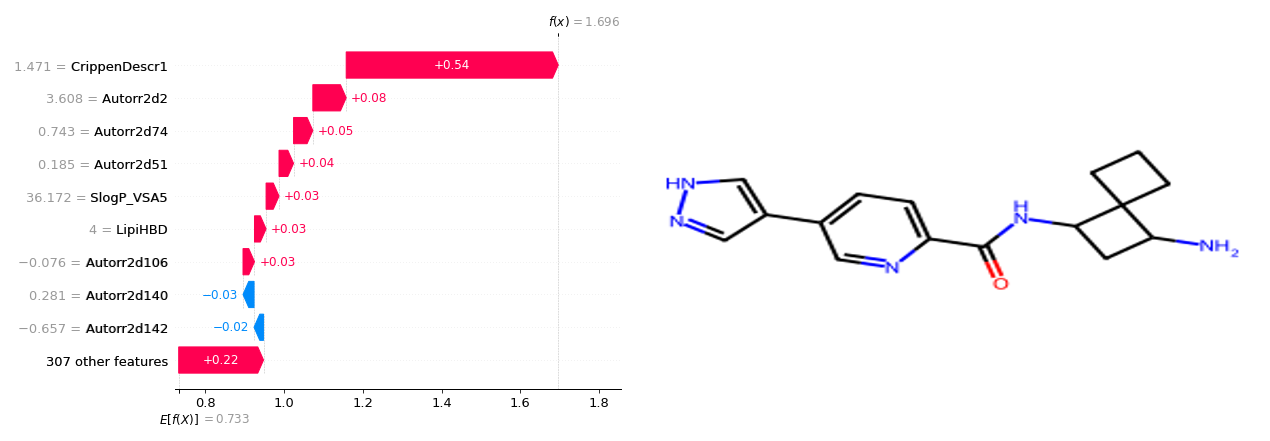 f(x) = 1.696
1.471 = CrippenDescr1 +0.54
3.608 = Autorr2d2 +0.08
0.743 = Autorr2d74 +0.05
0.185 = Autorr2d51 +0.04
36.172 = SlogP_VSA5 +0.03
4 = LipiHBD +0.03
−0.076 = Autorr2d106 +0.03
0.281 = Autorr2d140 −0.03
−0.657 = Autorr2d142 −0.02
307 other features +0.22
0.8 1.0 1.2 1.4 1.6 1.8
E[f(X)] = 0.733
HN
N
N
O
H
N
NH₂